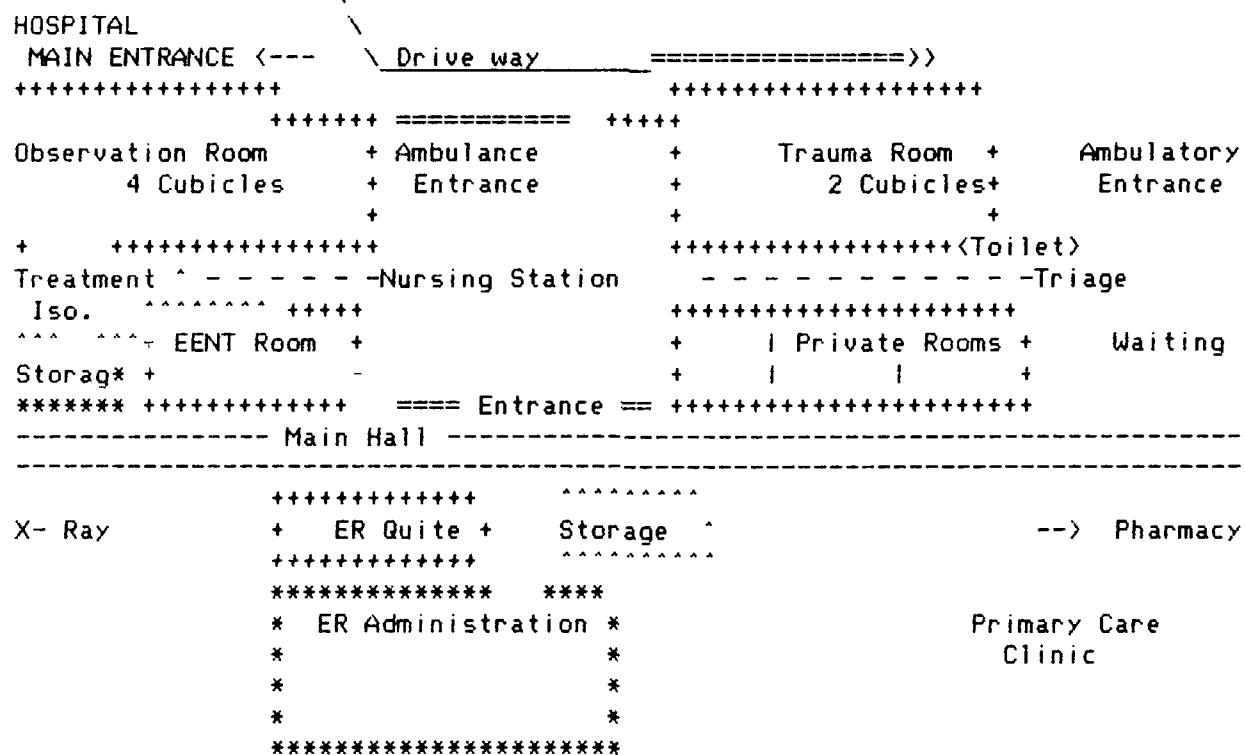 HOSPITAL
MAIN ENTRANCE <--- \ Drive way ================>>
+++++++++++++++++ ++++++++++++++++++++
+++++++ =========== +++++
Observation Room + Ambulance + Trauma Room + Ambulatory
4 Cubicles + Entrance + 2 Cubicles+ Entrance
+ + +
+ +++++++++++++++++ ++++++++++++++++++<Toilet>
Treatment ^ - - - - - -Nursing Station - - - - - - - - - - - -Triage
Iso. ^^^^^^^^ +++++ ++++++++++++++++++++++
^^^ ^^^- EENT Room + + | Private Rooms + Waiting
Storag* + - + | | +
******* +++++++++++++ ==== Entrance == +++++++++++++++++++++++
---------------- Main Hall --------------------------------------------------
------------------------------------------------------------------------------
+++++++++++++ ^^^^^^^^^
X- Ray + ER Quite + Storage ^ --> Pharmacy
+++++++++++++ ^^^^^^^^^^
************** ****
* ER Administration * Primary Care
* * Clinic
* *
* *
**********************